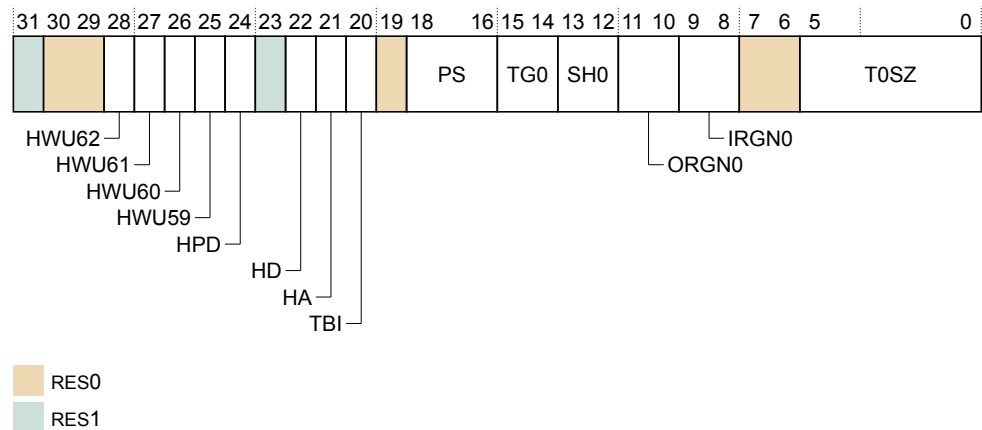 31 30 29 28 27 26 25 24 23 22 21 20 19 18 16 15 14 13 12 11 10 9 8 7 6 5 0
PS TG0 SH0 T0SZ
HWU62 IRGN0
HWU61 ORGN0
HWU60
HWU59
HPD
HD
HA
TBI
RES0
RES1